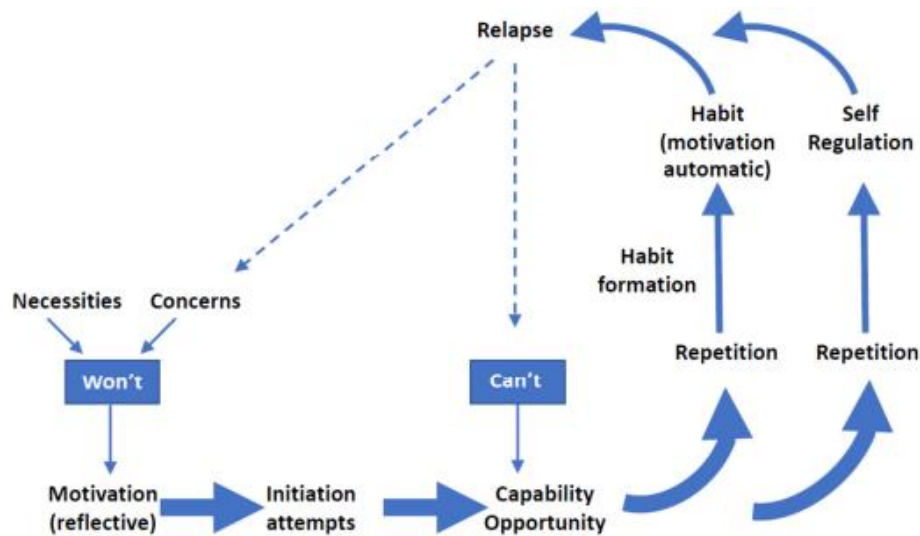 Relapse
Habit
(motivation
automatic)
Self
Regulation
Habit
formation
Necessities
Concerns
Repetition
Repetition
Won't
Can't
Motivation
(reflective)
Initiation
attempts
Capability
Opportunity